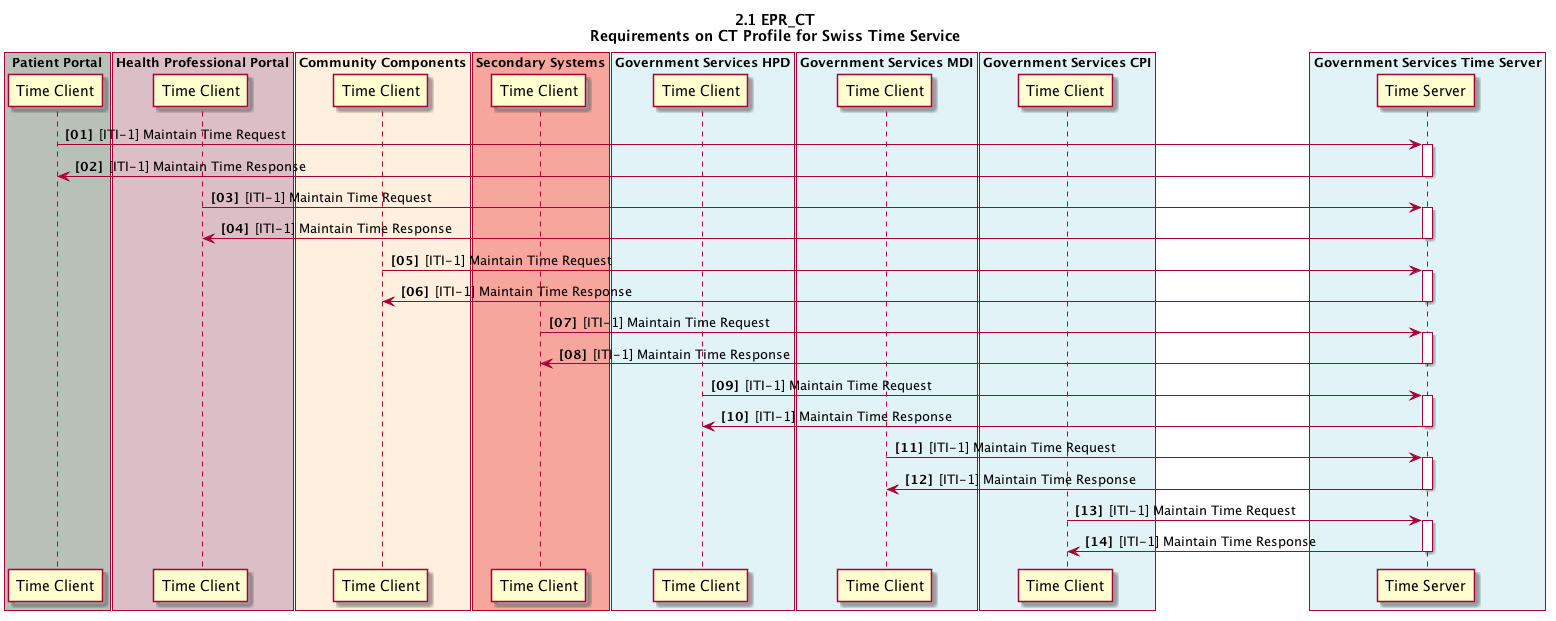 2.1 EPR_CT
Requirements on CT Profile for Swiss Time Service
Patient Portal
Health Professional Portal
Community Components
Secondary Systems
Government Services HPD
Government Services MDI
Government Services CPI
Government Services Time Server
Time Client
Time Client
Time Client
Time Client
Time Client
Time Client
Time Client
Time Server
[01] [ITI-1] Maintain Time Request
[02] [ITI-1] Maintain Time Response
[03] [ITI-1] Maintain Time Request
[04] [ITI-1] Maintain Time Response
[05] [ITI-1] Maintain Time Request
[06] [ITI-1] Maintain Time Response
[07] [ITI-1] Maintain Time Request
[08] [ITI-1] Maintain Time Response
[09] [ITI-1] Maintain Time Request
[10] [ITI-1] Maintain Time Response
[11] [ITI-1] Maintain Time Request
[12] [ITI-1] Maintain Time Response
[13] [ITI-1] Maintain Time Request
[14] [ITI-1] Maintain Time Response
Time Client
Time Client
Time Client
Time Client
Time Client
Time Client
Time Client
Time Server